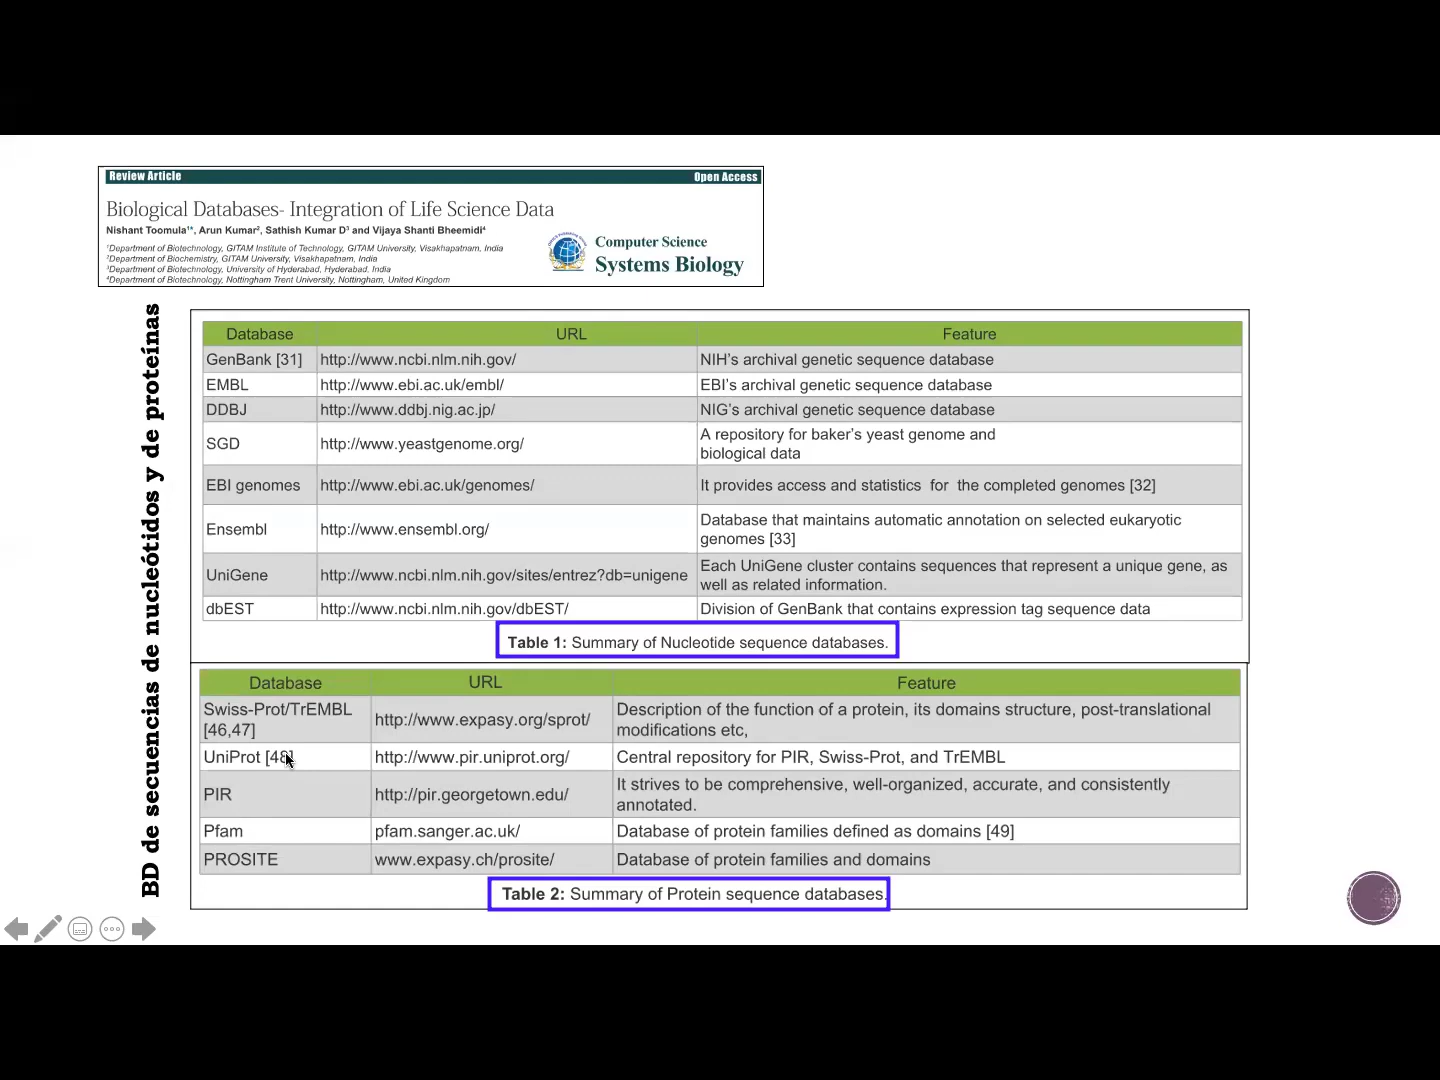 Review Article Open Access
Biological Databases- Integration of Life Science Data
Nishant Toomula1*, Arun Kumar2, Sathish Kumar D3 and Vijaya Shanti Bheemidi4
1Department of Biotechnology, GITAM Institute of Technology, GITAM University, Visakhapatnam, India
2Department of Biochemistry, GITAM University, Visakhapatnam, India
3Department of Biotechnology, University of Hyderabad, Hyderabad, India
4Department of Biotechnology, Nottingham Trent University, Nottingham, United Kingdom
Computer Science
Systems Biology
BD de secuencias de nucleótidos y de proteínas
Database URL Feature
GenBank [31] http://www.ncbi.nlm.nih.gov/ NIH's archival genetic sequence database
EMBL http://www.ebi.ac.uk/embl/ EBI's archival genetic sequence database
DDBJ http://www.ddbj.nig.ac.jp/ NIG's archival genetic sequence database
SGD http://www.yeastgenome.org/ A repository for baker's yeast genome and
biological data
EBI genomes http://www.ebi.ac.uk/genomes/ It provides access and statistics for the completed genomes [32]
Ensembl http://www.ensembl.org/ Database that maintains automatic annotation on selected eukaryotic
genomes [33]
UniGene http://www.ncbi.nlm.nih.gov/sites/entrez?db=unigene Each UniGene cluster contains sequences that represent a unique gene, as
well as related information.
dbEST http://www.ncbi.nlm.nih.gov/dbEST/ Division of GenBank that contains expression tag sequence data
Table 1: Summary of Nucleotide sequence databases.
Database URL Feature
Swiss-Prot/TrEMBL
[46,47] http://www.expasy.org/sprot/ Description of the function of a protein, its domains structure, post-translational
modifications etc,
UniProt [48] http://www.pir.uniprot.org/ Central repository for PIR, Swiss-Prot, and TrEMBL
PIR http://pir.georgetown.edu/ It strives to be comprehensive, well-organized, accurate, and consistently
annotated.
Pfam pfam.sanger.ac.uk/ Database of protein families defined as domains [49]
PROSITE www.expasy.ch/prosite/ Database of protein families and domains
Table 2: Summary of Protein sequence databases.